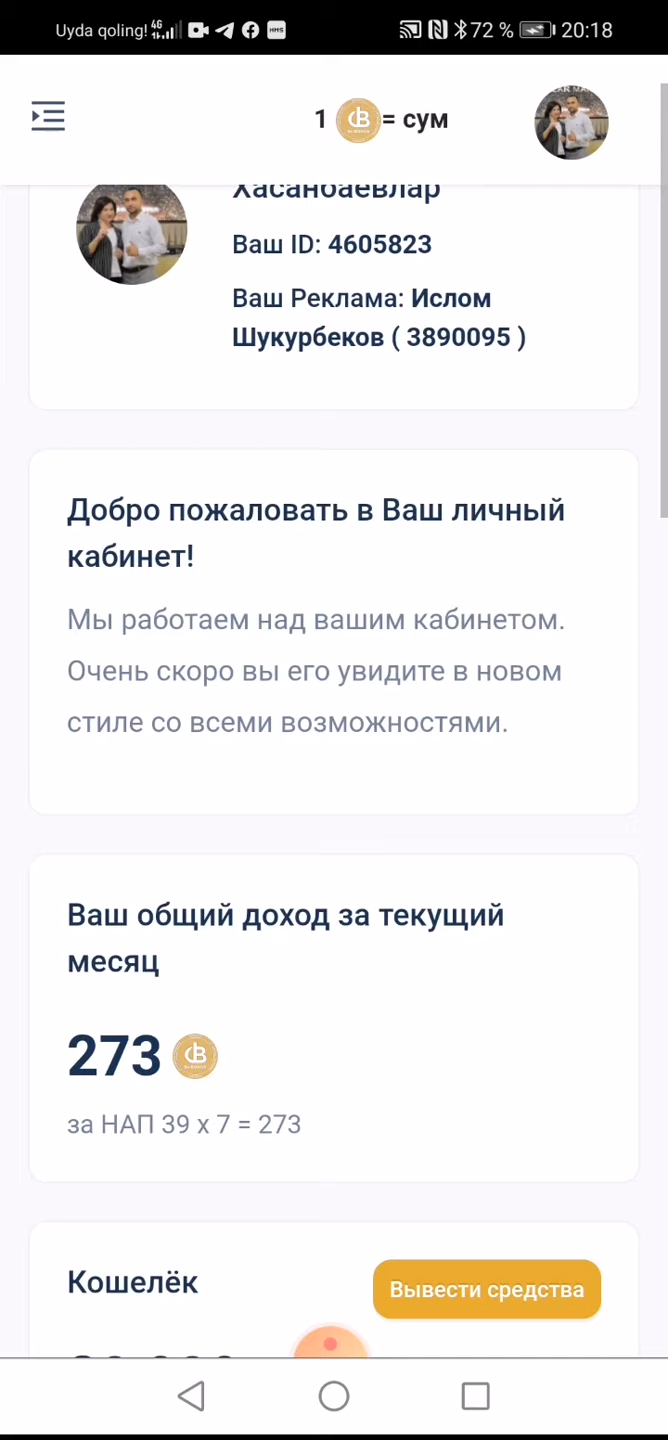 Uyda qoling! 4G HMS 72 % 20:18
1 = сум
Хасанбаевлар
Ваш ID: 4605823
Ваш Реклама: Ислом
Шукурбеков ( 3890095 )
Добро пожаловать в Ваш личный
кабинет!
Мы работаем над вашим кабинетом.
Очень скоро вы его увидите в новом
стиле со всеми возможностями.
Ваш общий доход за текущий
месяц
273
за НАП 39 x 7 = 273
Кошелёк
Вывести средства